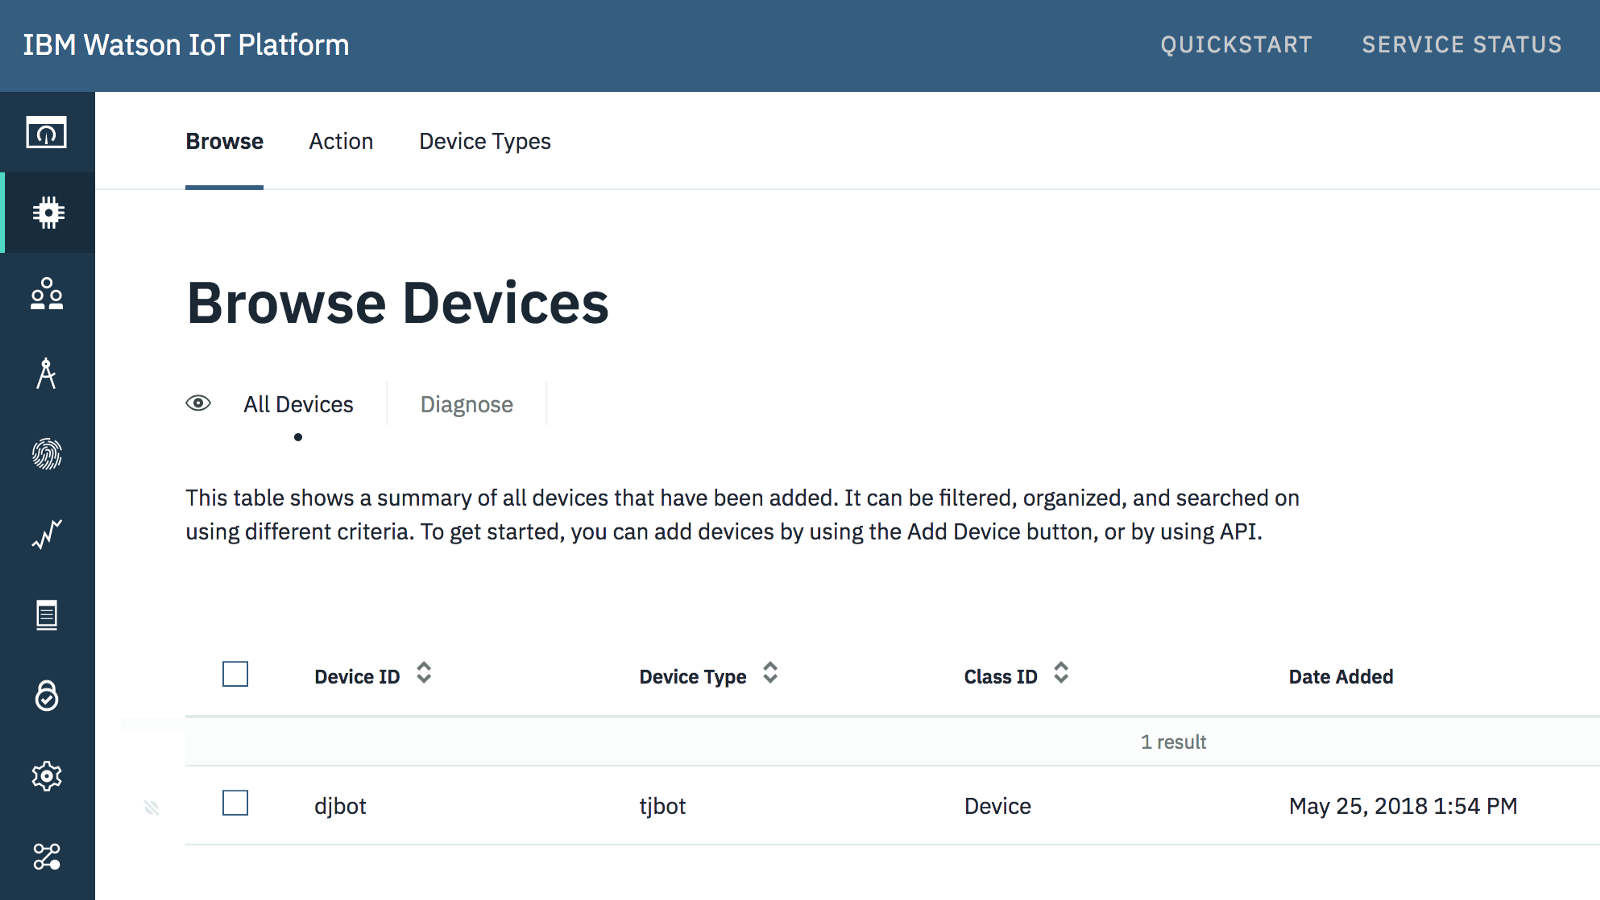 IBM Watson IoT Platform
QUICKSTART
SERVICE STATUS
Browse
Action
Device Types
Browse Devices
All Devices
Diagnose
This table shows a summary of all devices that have been added. It can be filtered, organized, and searched on
using different criteria. To get started, you can add devices by using the Add Device button, or by using API.
Device ID
Device Type
Class ID
Date Added
1 result
djbot
tjbot
Device
May 25, 2018 1:54 PM